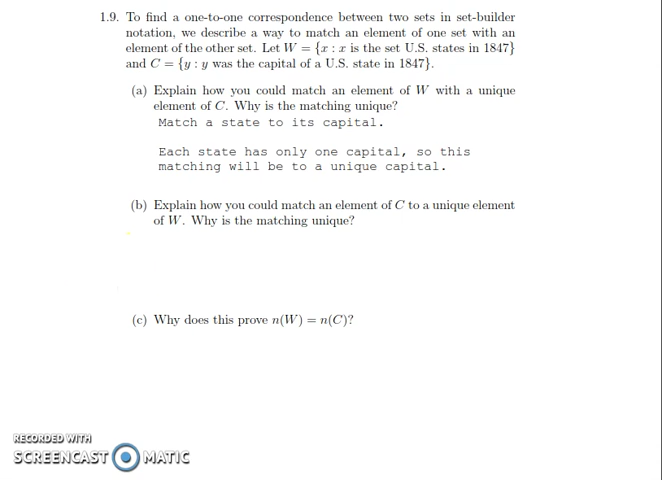 1.9. To find a one-to-one correspondence between two sets in set-builder
notation, we describe a way to match an element of one set with an
element of the other set. Let W = {x : x is the set U.S. states in 1847}
and C = {y : y was the capital of a U.S. state in 1847}.
(a) Explain how you could match an element of W with a unique
element of C. Why is the matching unique?
Match a state to its capital.
Each state has only one capital, so this
matching will be to a unique capital.
(b) Explain how you could match an element of C to a unique element
of W. Why is the matching unique?
(c) Why does this prove n(W) = n(C)?
RECORDED WITH
SCREENCAST MATIC